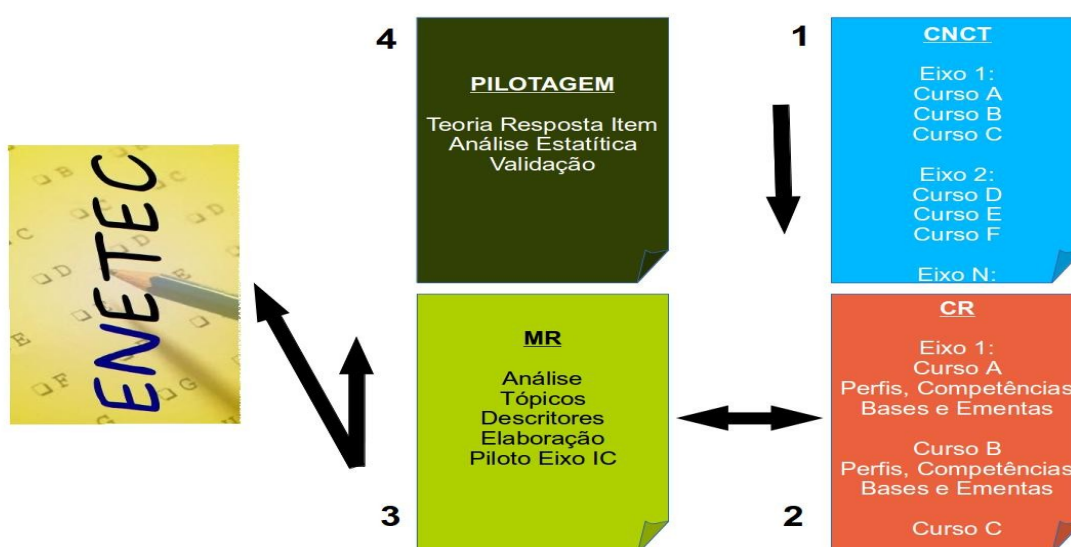 4
PILOTAGEM
Teoria Resposta Item
Análise Estatítica
Validação
1
CNCT
Eixo 1:
Curso A
Curso B
Curso C
Eixo 2:
Curso D
Curso E
Curso F
Eixo N:
ENETEC
3
MR
Análise
Tópicos
Descritores
Elaboração
Piloto Eixo IC
2
CR
Eixo 1:
Curso A
Perfis, Competências
Bases e Ementas
Curso B
Perfis, Competências
Bases e Ementas
Curso C